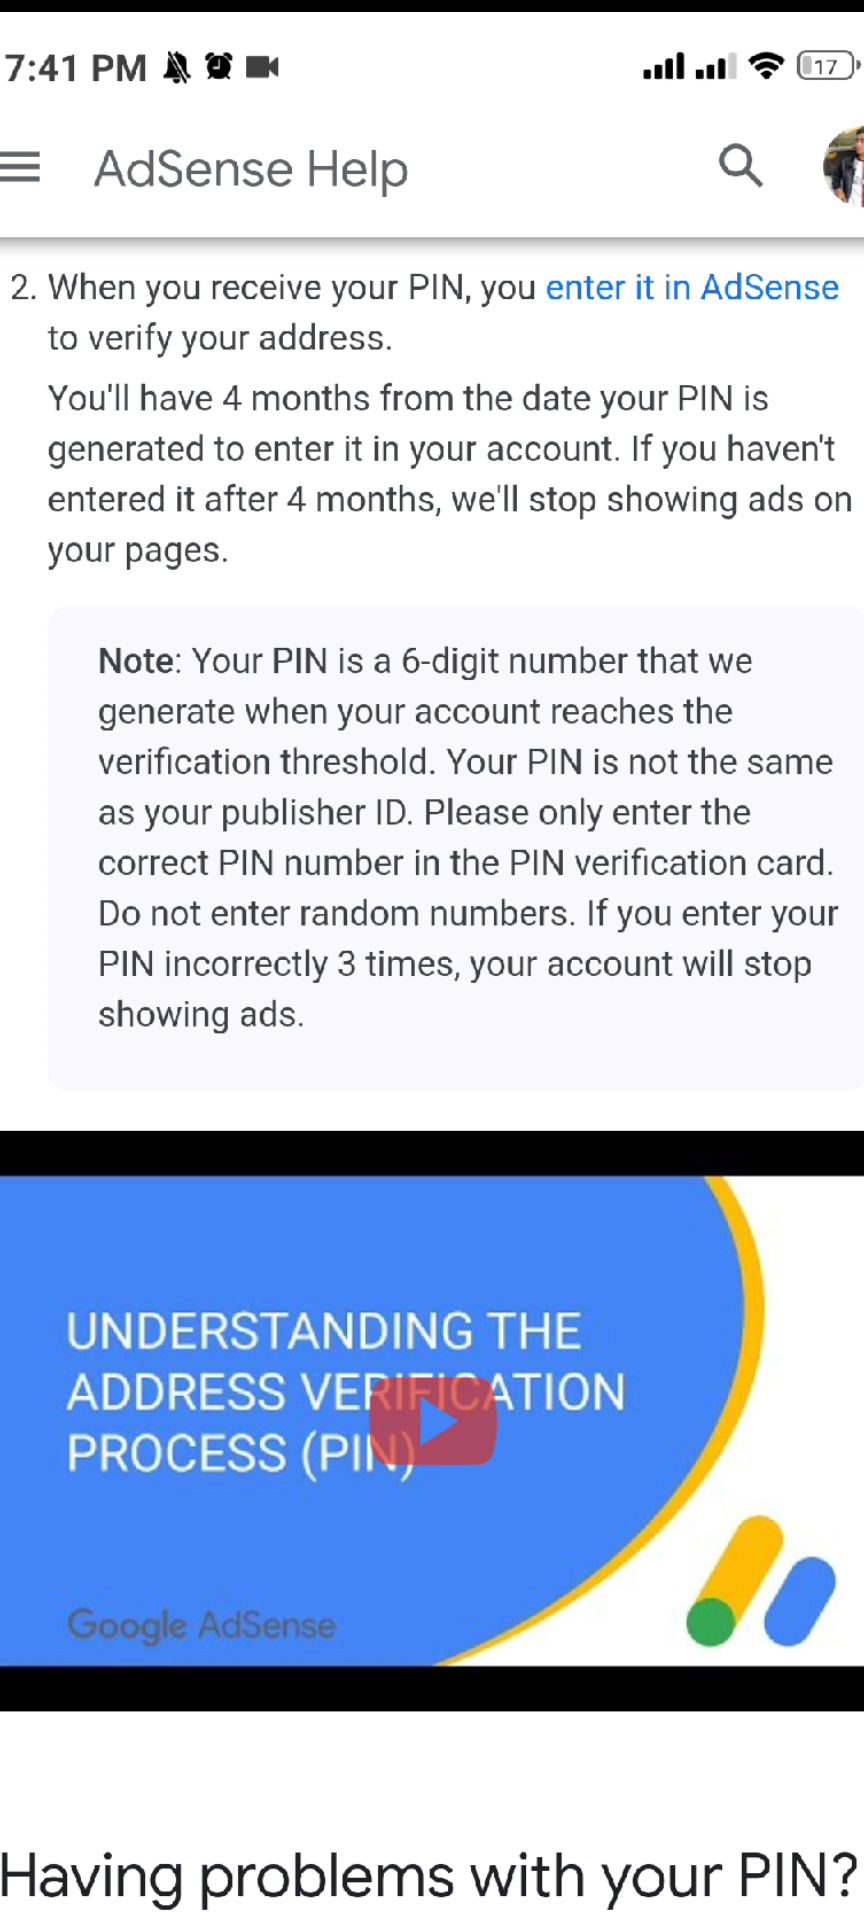 7:41 PM
17
AdSense Help
2. When you receive your PIN, you enter it in AdSense
to verify your address.
You'll have 4 months from the date your PIN is
generated to enter it in your account. If you haven't
entered it after 4 months, we'll stop showing ads on
your pages.
Note: Your PIN is a 6-digit number that we
generate when your account reaches the
verification threshold. Your PIN is not the same
as your publisher ID. Please only enter the
correct PIN number in the PIN verification card.
Do not enter random numbers. If you enter your
PIN incorrectly 3 times, your account will stop
showing ads.
UNDERSTANDING THE
ADDRESS VERIFICATION
PROCESS (PIN)
Google AdSense
Having problems with your PIN?